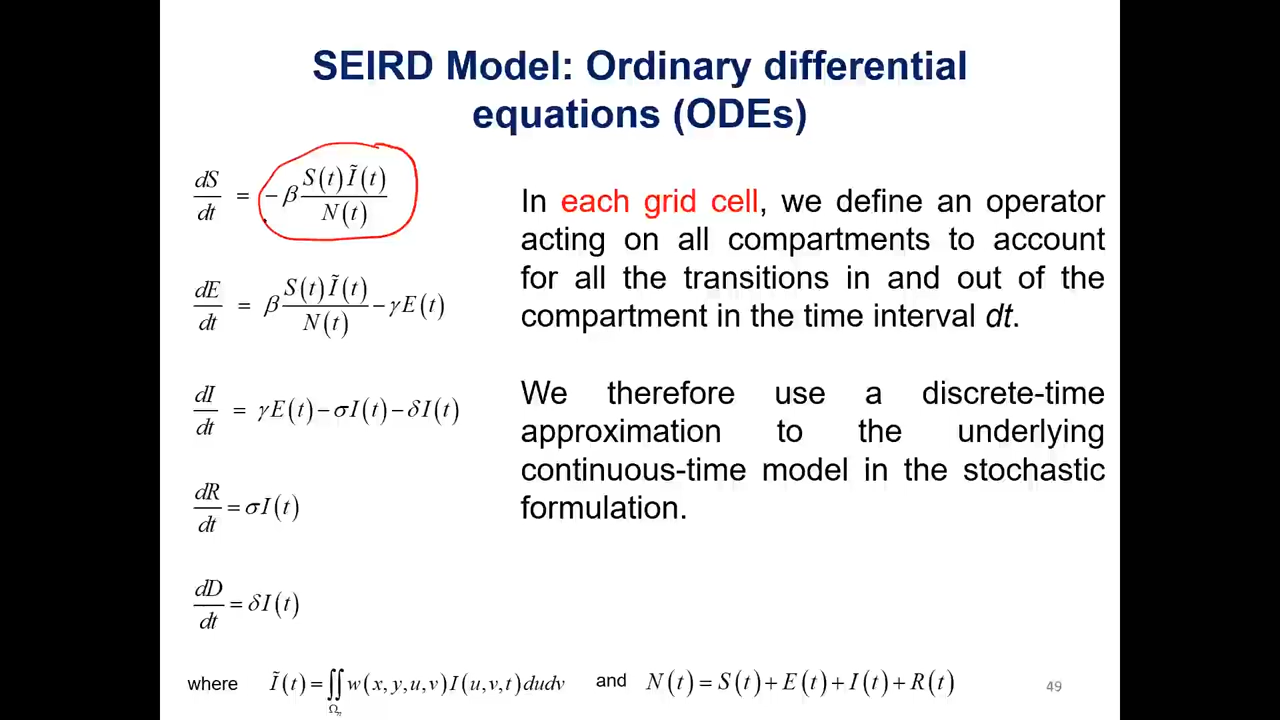 SEIRD Model: Ordinary differential
equations (ODEs)
dS/dt = −β S(t)Ĩ(t)/N(t)
In each grid cell, we define an operator
acting on all compartments to account
for all the transitions in and out of the
compartment in the time interval dt.
dE/dt = β S(t)Ĩ(t)/N(t) − γE(t)
We therefore use a discrete-time
approximation to the underlying
continuous-time model in the stochastic
formulation.
dI/dt = γE(t) − σI(t) − δI(t)
dR/dt = σI(t)
dD/dt = δI(t)
where Ĩ(t) = ∬_Ωn w(x, y, u, v) I(u, v, t) dudv and N(t) = S(t) + E(t) + I(t) + R(t)
49